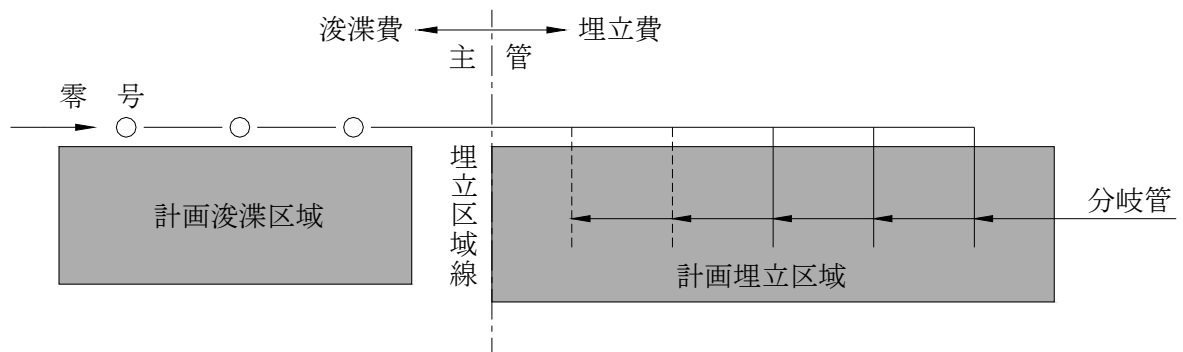 浚渫費
埋立費
主管
零号
埋立区域線
計画浚渫区域
分岐管
計画埋立区域